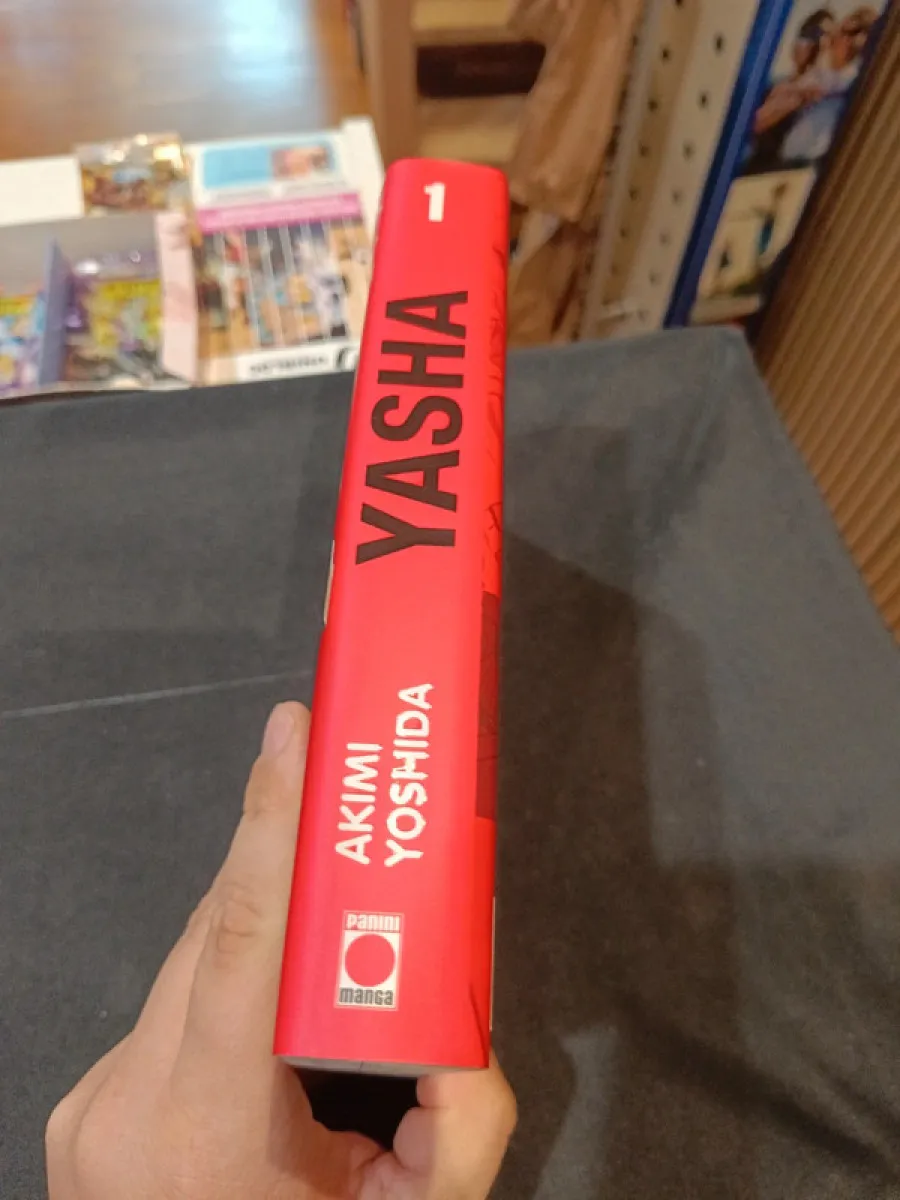 1
YASHA
AKIMI
YOSHIDA
panini
manga